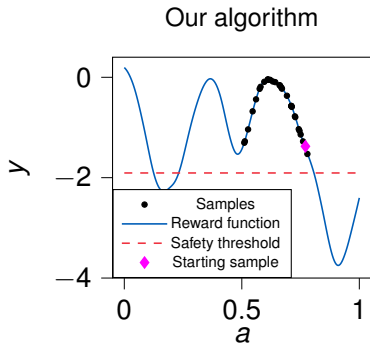 Our algorithm
0
−2
−4
y
Samples
Reward function
Safety threshold
Starting sample
0
0.5
1
a